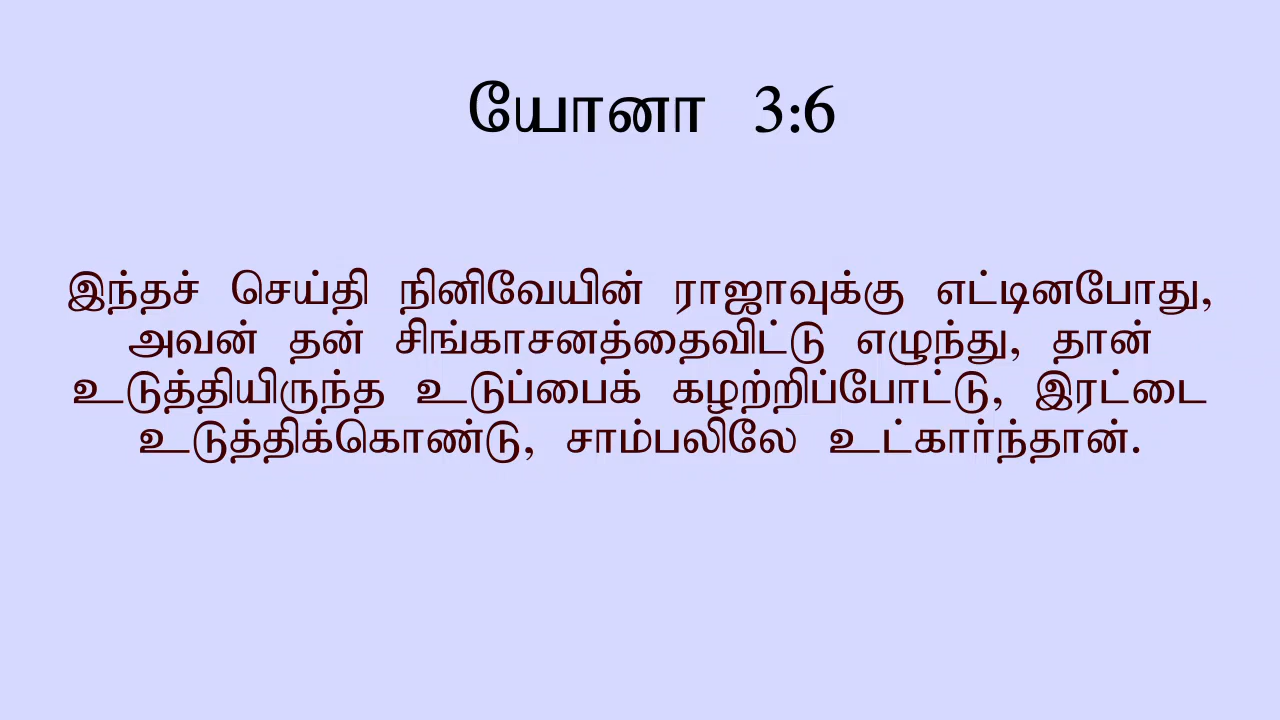 யோனா 3:6
இந்தச் செய்தி நினிவேயின் ராஜாவுக்கு எட்டினபோது,
அவன் தன் சிங்காசனத்தைவிட்டு எழுந்து, தான்
உடுத்தியிருந்த உடுப்பைக் கழற்றிப்போட்டு, இரட்டை
உடுத்திக்கொண்டு, சாம்பலிலே உட்கார்ந்தான்.